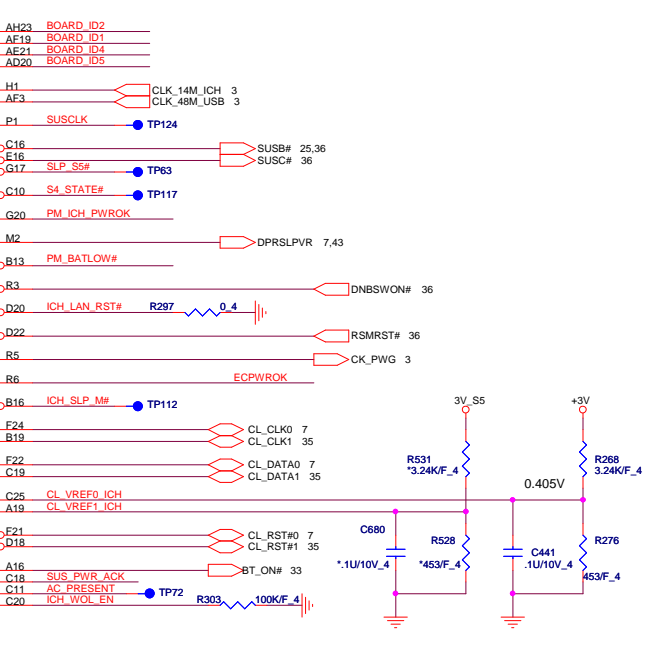 AH23 BOARD_ID2
AF19 BOARD_ID1
AE21 BOARD_ID4
AD20 BOARD_ID5
H1 CLK_14M_ICH 3
AF3 CLK_48M_USB 3
P1 SUSCLK TP124
C16 SUSB# 25,36
E16 SUSC# 36
G17 SLP_S5# TP63
C10 S4_STATE# TP117
G20 PM_ICH_PWROK
M2 DPRSLPVR 7,43
B13 PM_BATLOW#
R3 DNBSWON# 36
D20 ICH_LAN_RST# R297 0_4
D22 RSMRST# 36
R5 CK_PWG 3
R6 ECPWROK
B16 ICH_SLP_M# TP112
3V_S5 +3V
F24 CL_CLK0 7
B19 CL_CLK1 35
F22 CL_DATA0 7
C19 CL_DATA1 35
R531 *3.24K/F_4
R268 3.24K/F_4
0.405V
C25 CL_VREF0_ICH
A19 CL_VREF1_ICH
F21 CL_RST#0 7
D18 CL_RST#1 35
C680 *.1U/10V_4
R528 *453/F_4
C441 .1U/10V_4
R276 453/F_4
A16 BT_ON# 33
C18 SUS_PWR_ACK
C11 AC_PRESENT TP72
C20 ICH_WOL_EN R303 100K/F_4